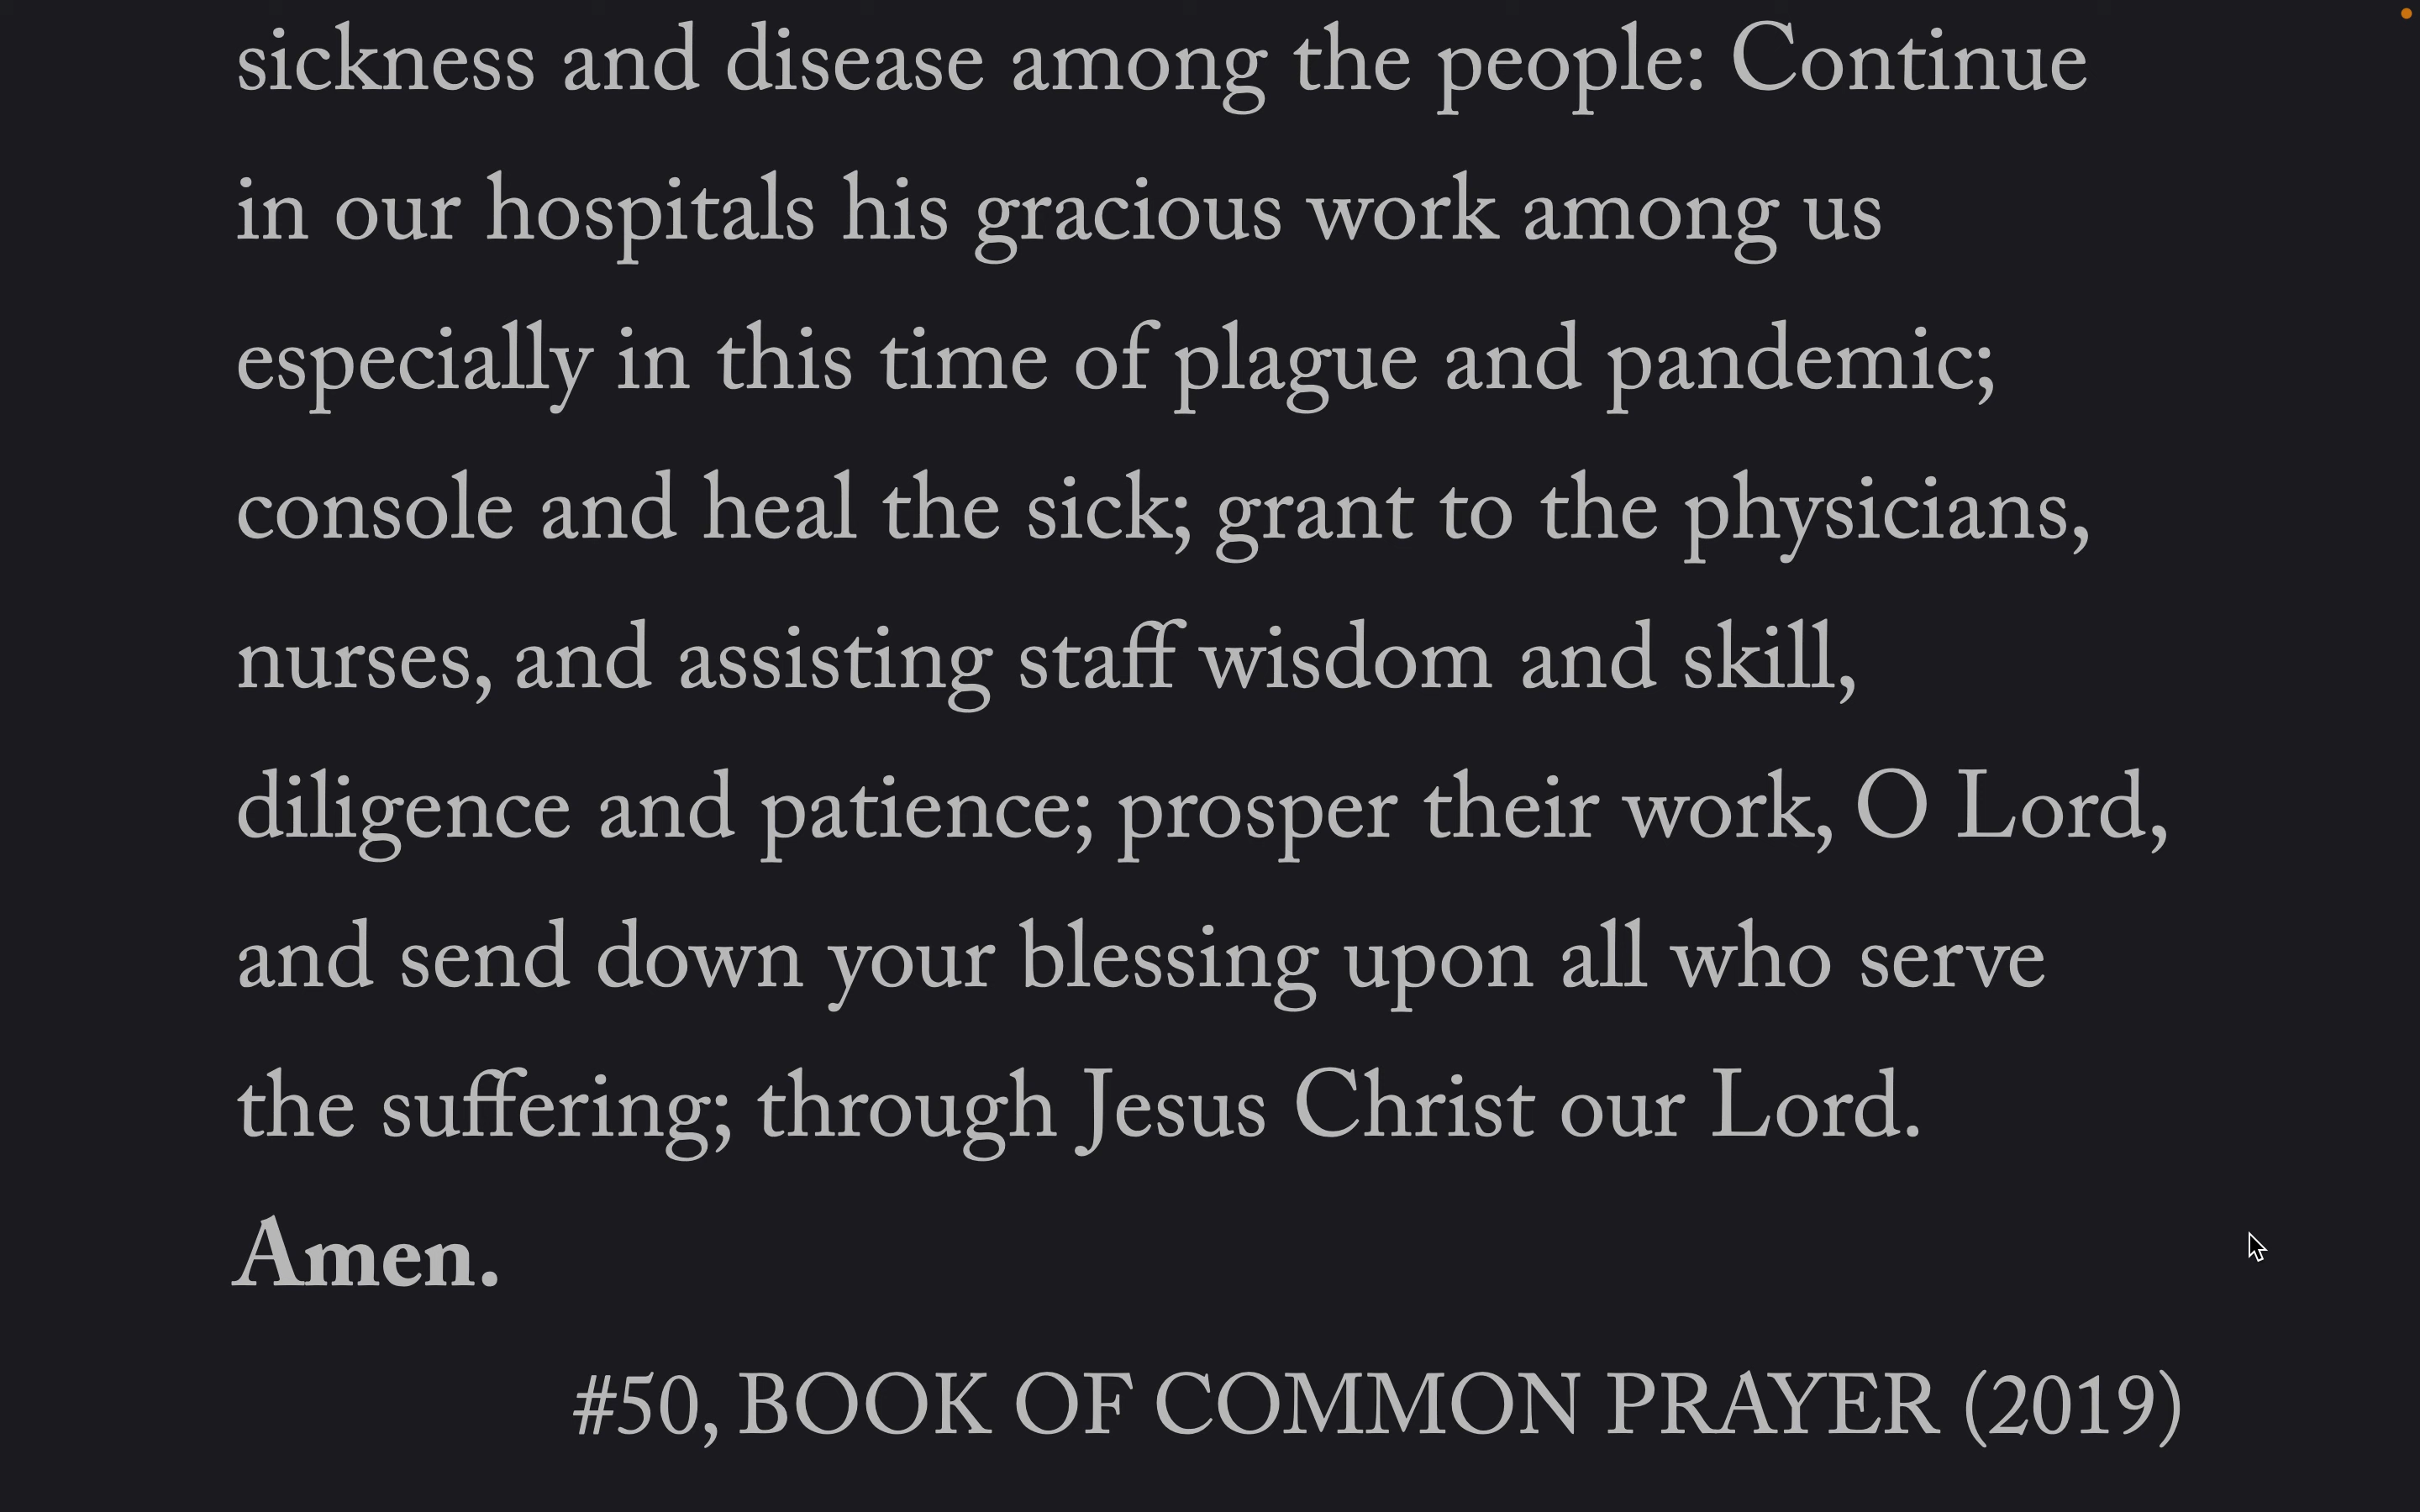 sickness and disease among the people: Continue
in our hospitals his gracious work among us
especially in this time of plague and pandemic;
console and heal the sick; grant to the physicians,
nurses, and assisting staff wisdom and skill,
diligence and patience; prosper their work, O Lord,
and send down your blessing upon all who serve
the suffering; through Jesus Christ our Lord.
Amen.
#50, BOOK OF COMMON PRAYER (2019)